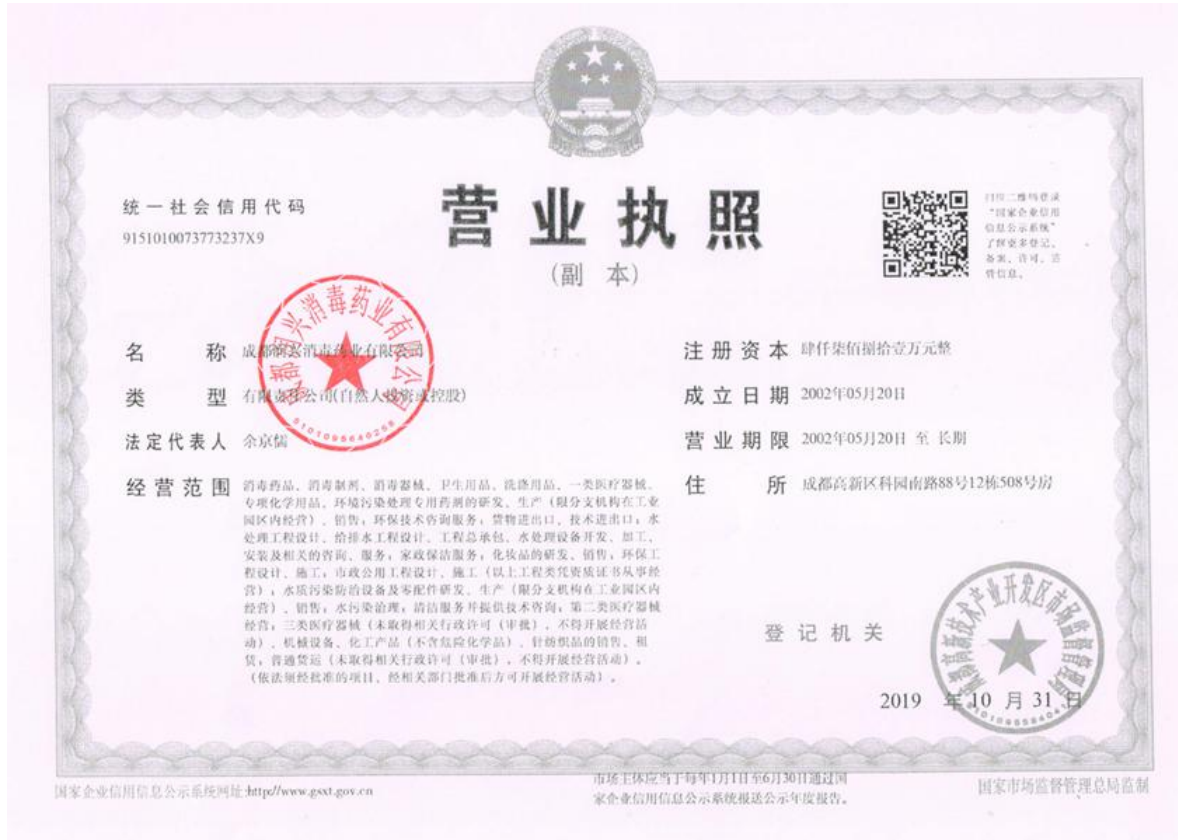 统一社会信用代码
9151010073773237X9
营业执照
(副 本)
扫描二维码登录
“国家企业信用
信息公示系统”
了解更多登记、
备案、许可、监
管信息。
名 称 成都润兴消毒药业有限公司
类 型 有限责任公司(自然人投资或控股)
法定代表人 余京儒
经营范围 消毒药品、消毒制剂、消毒器械、卫生用品、洗涤用品、一类医疗器械、
专项化学用品、环境污染处理专用药剂的研发、生产(限分支机构在工业
园区内经营)、销售;环保技术咨询服务;货物进出口、技术进出口;水
处理工程设计、给排水工程设计、工程总承包、水处理设备开发、加工、
安装及相关的咨询、服务;家政保洁服务;化妆品的研发、销售;环保工
程设计、施工;市政公用工程设计、施工(以上工程类凭资质证书从事经
营);水质污染防治设备及零配件研发、生产(限分支机构在工业园区内
经营)、销售;水污染治理;清洁服务并提供技术咨询;第二类医疗器械
经营;三类医疗器械(未取得相关行政许可(审批),不得开展经营活
动)、机械设备、化工产品(不含危险化学品)、针纺织品的销售、租
赁;普通货运(未取得相关行政许可(审批),不得开展经营活动)。
(依法须经批准的项目、经相关部门批准后方可开展经营活动)。
注册资本 肆仟柒佰捌拾壹万元整
成立日期 2002年05月20日
营业期限 2002年05月20日 至 长期
住 所 成都高新区科园南路88号12栋508号房
成都润兴消毒药业有限公司
5101095640258
登记机关
2019 年 10 月 31 日
国家企业信用信息公示系统网址:http://www.gsxt.gov.cn
市场主体应当于每年1月1日至6月30日通过国
家企业信用信息公示系统报送公示年度报告。
国家市场监督管理总局监制